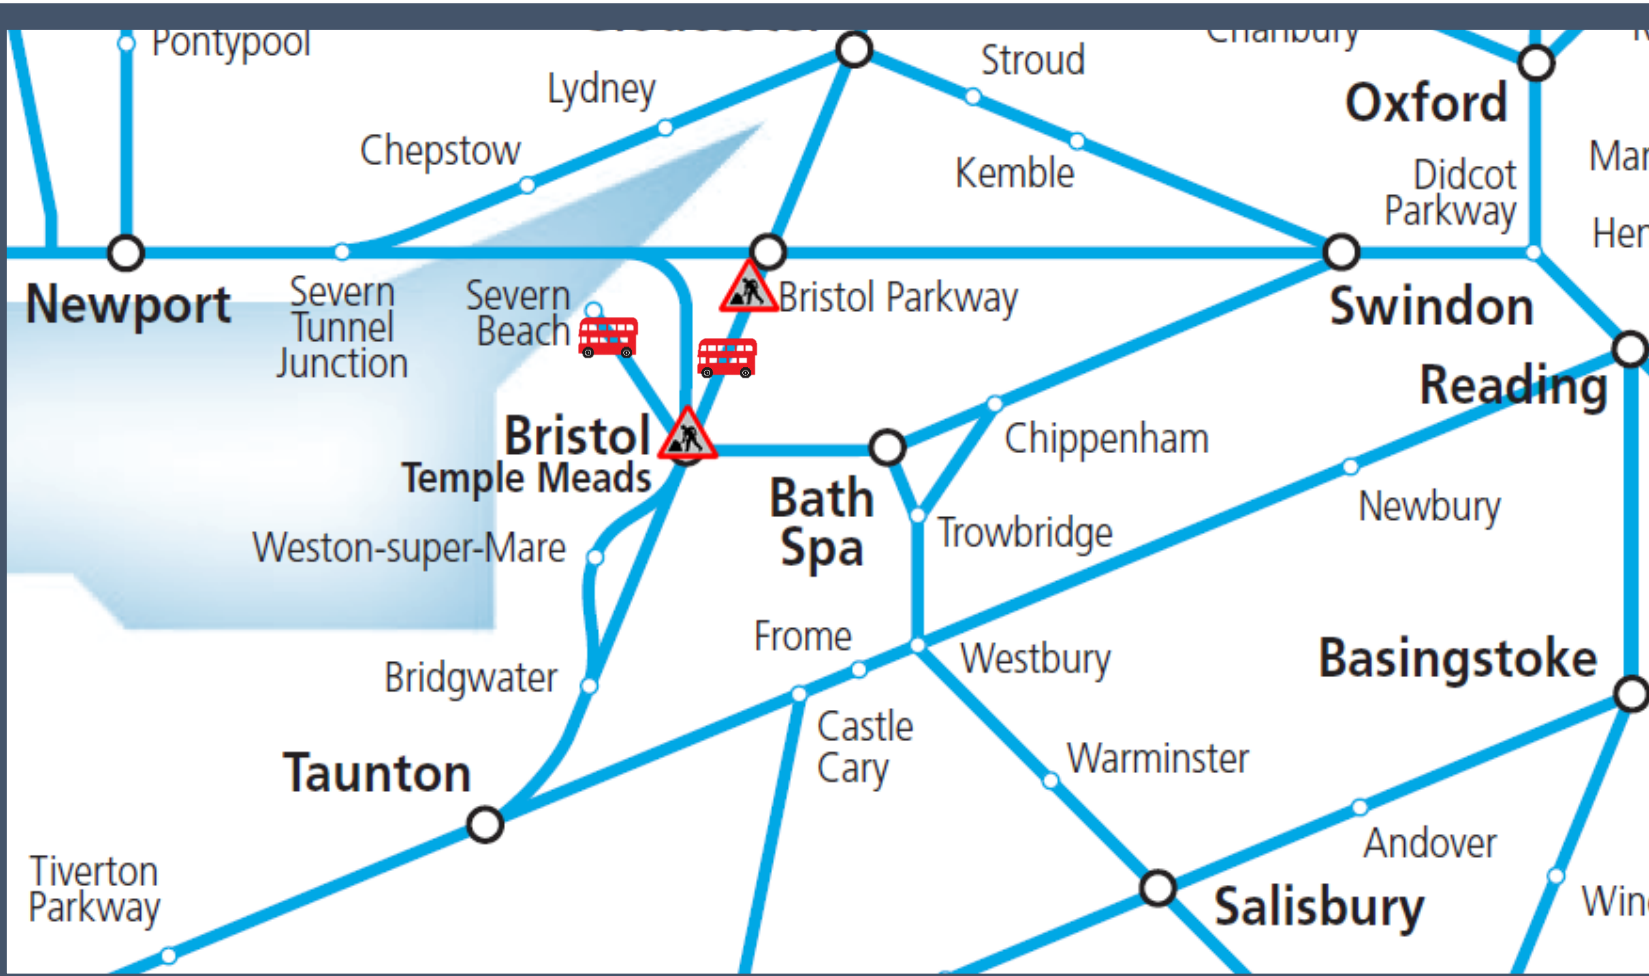 Pontypool
Stroud
Lydney
Oxford
Chepstow
Kemble
Didcot
Parkway
Newport
Severn
Tunnel
Junction
Severn
Beach
Bristol Parkway
Swindon
Reading
Bristol
Temple Meads
Chippenham
Bath
Spa
Newbury
Trowbridge
Weston-super-Mare
Frome
Westbury
Basingstoke
Bridgwater
Castle
Cary
Warminster
Taunton
Andover
Tiverton
Parkway
Salisbury